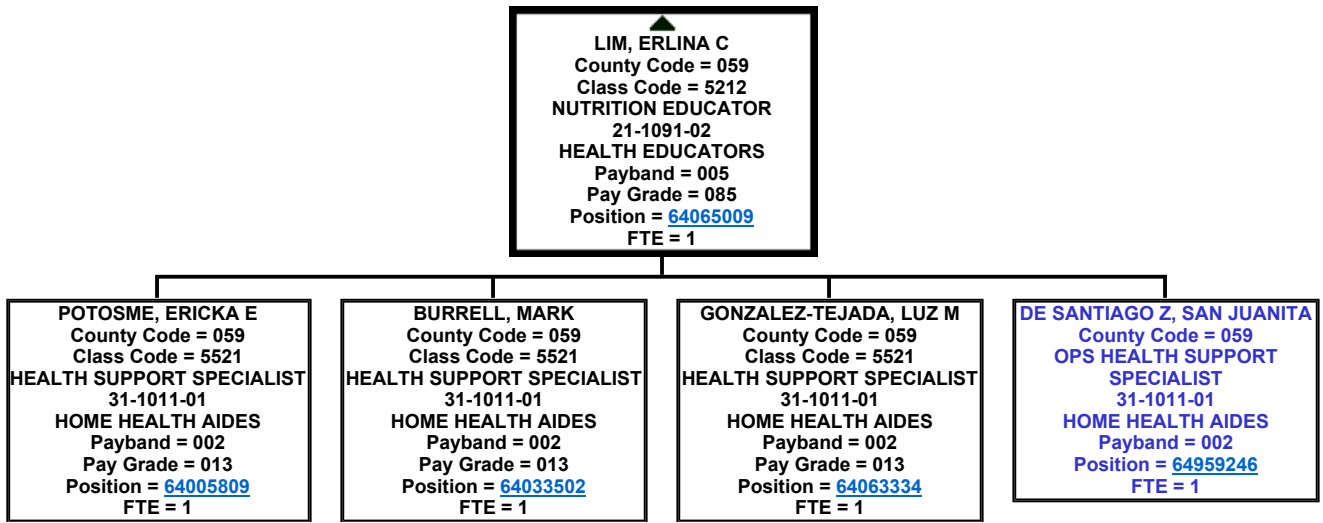 LIM, ERLINA C
County Code = 059
Class Code = 5212
NUTRITION EDUCATOR
21-1091-02
HEALTH EDUCATORS
Payband = 005
Pay Grade = 085
Position = 64065009
FTE = 1
POTOSME, ERICKA E
County Code = 059
Class Code = 5521
HEALTH SUPPORT SPECIALIST
31-1011-01
HOME HEALTH AIDES
Payband = 002
Pay Grade = 013
Position = 64005809
FTE = 1
BURRELL, MARK
County Code = 059
Class Code = 5521
HEALTH SUPPORT SPECIALIST
31-1011-01
HOME HEALTH AIDES
Payband = 002
Pay Grade = 013
Position = 64033502
FTE = 1
GONZALEZ-TEJADA, LUZ M
County Code = 059
Class Code = 5521
HEALTH SUPPORT SPECIALIST
31-1011-01
HOME HEALTH AIDES
Payband = 002
Pay Grade = 013
Position = 64063334
FTE = 1
DE SANTIAGO Z, SAN JUANITA
County Code = 059
OPS HEALTH SUPPORT
SPECIALIST
31-1011-01
HOME HEALTH AIDES
Payband = 002
Position = 64959246
FTE = 1